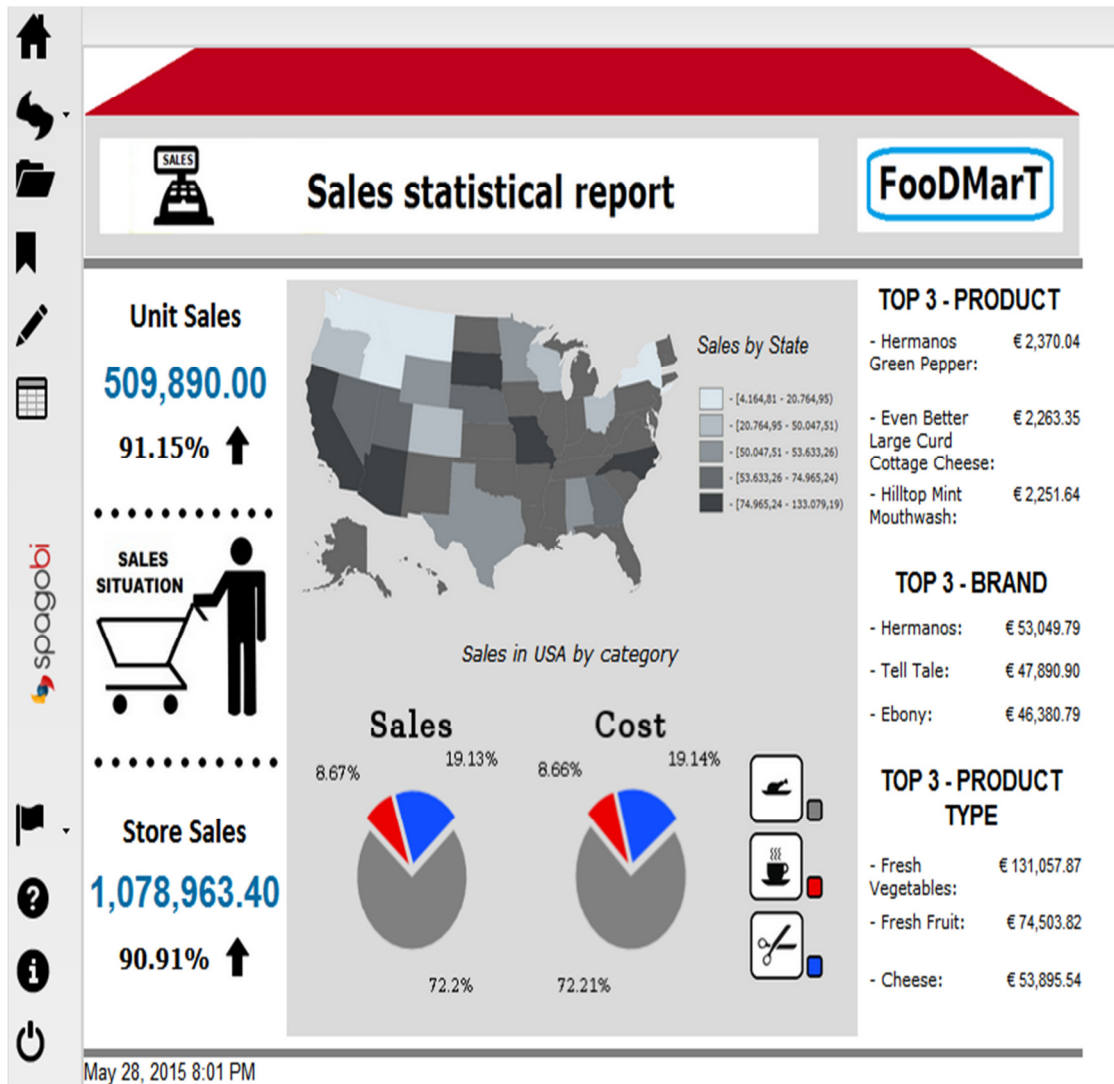 SALES
Sales statistical report
FooDMarT
Unit Sales
509,890.00
91.15%
SALES
SITUATION
Store Sales
1,078,963.40
90.91%
spagobi
Sales by State
- [4.164,81 - 20.764,95)
- [20.764,95 - 50.047,51)
- [50.047,51 - 53.633,26)
- [53.633,26 - 74.965,24)
- [74.965,24 - 133.079,19)
Sales in USA by category
Sales
8.67%
19.13%
72.2%
Cost
8.66%
19.14%
72.21%
TOP 3 - PRODUCT
- Hermanos € 2,370.04
Green Pepper:
- Even Better € 2,263.35
Large Curd
Cottage Cheese:
- Hilltop Mint € 2,251.64
Mouthwash:
TOP 3 - BRAND
- Hermanos: € 53,049.79
- Tell Tale: € 47,890.90
- Ebony: € 46,380.79
TOP 3 - PRODUCT
TYPE
- Fresh € 131,057.87
Vegetables:
- Fresh Fruit: € 74,503.82
- Cheese: € 53,895.54
May 28, 2015 8:01 PM